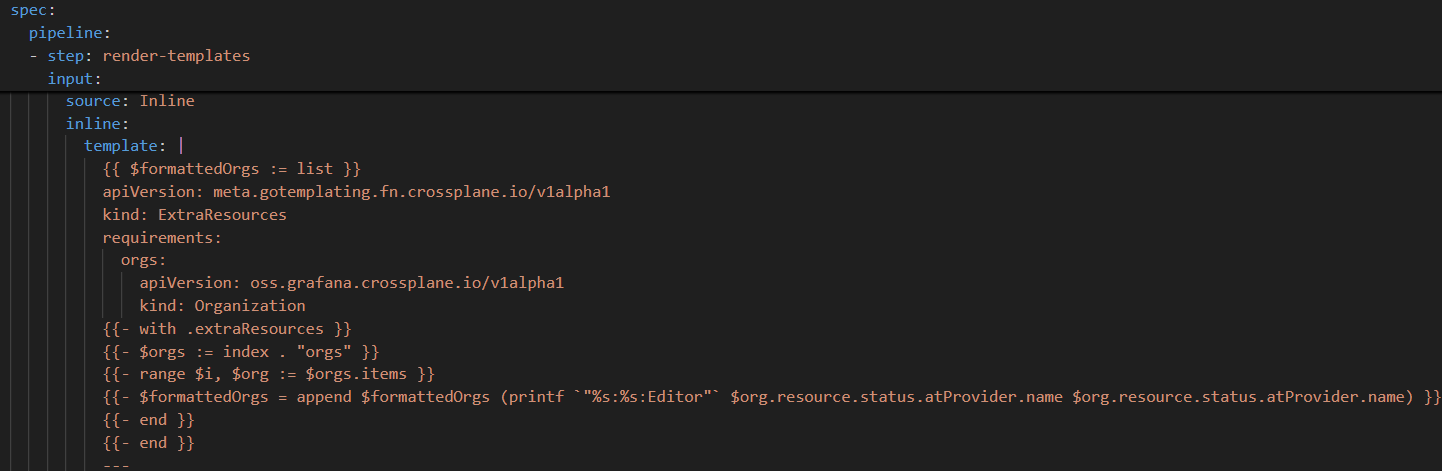 spec:
  pipeline:
  - step: render-templates
    input:
      source: Inline
      inline:
        template: |
          {{ $formattedOrgs := list }}
          apiVersion: meta.gotemplating.fn.crossplane.io/v1alpha1
          kind: ExtraResources
          requirements:
            orgs:
              apiVersion: oss.grafana.crossplane.io/v1alpha1
              kind: Organization
          {{- with .extraResources }}
          {{- $orgs := index . "orgs" }}
          {{- range $i, $org := $orgs.items }}
          {{- $formattedOrgs = append $formattedOrgs (printf `"%s:%s:Editor"` $org.resource.status.atProvider.name $org.resource.status.atProvider.name) }}
          {{- end }}
          {{- end }}
          ---